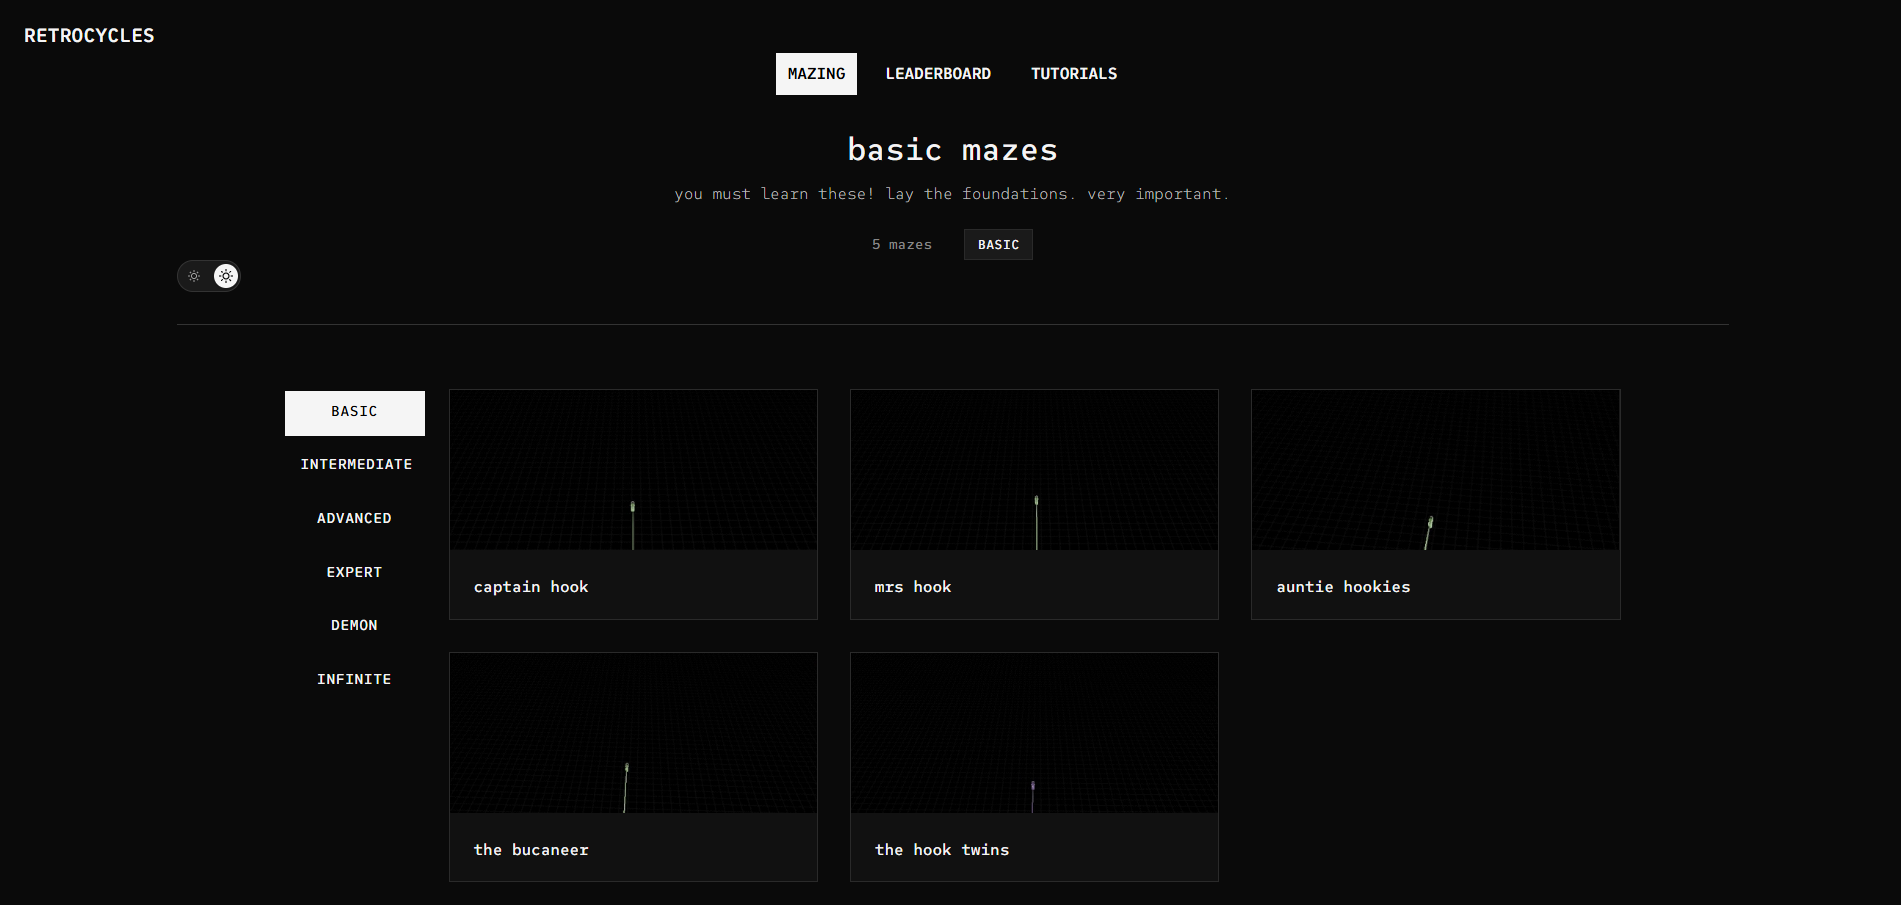 RETROCYCLES
MAZING LEADERBOARD TUTORIALS
basic mazes
you must learn these! lay the foundations. very important.
5 mazes BASIC
BASIC
INTERMEDIATE
ADVANCED
EXPERT
DEMON
INFINITE
captain hook
mrs hook
auntie hookies
the bucaneer
the hook twins